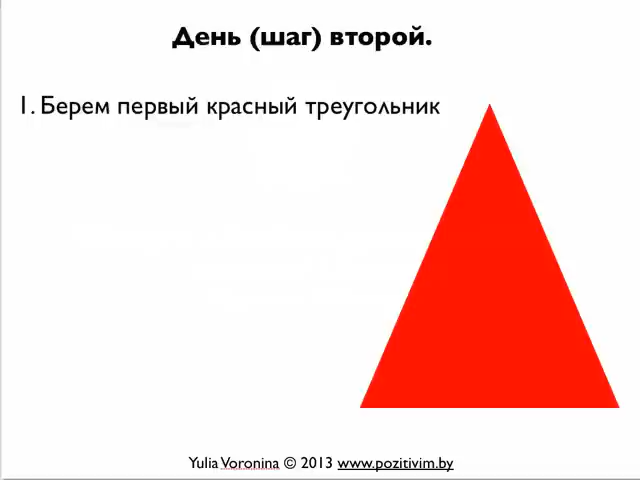 День (шаг) второй.
1. Берем первый красный треугольник
Yulia Voronina © 2013 www.pozitivim.by